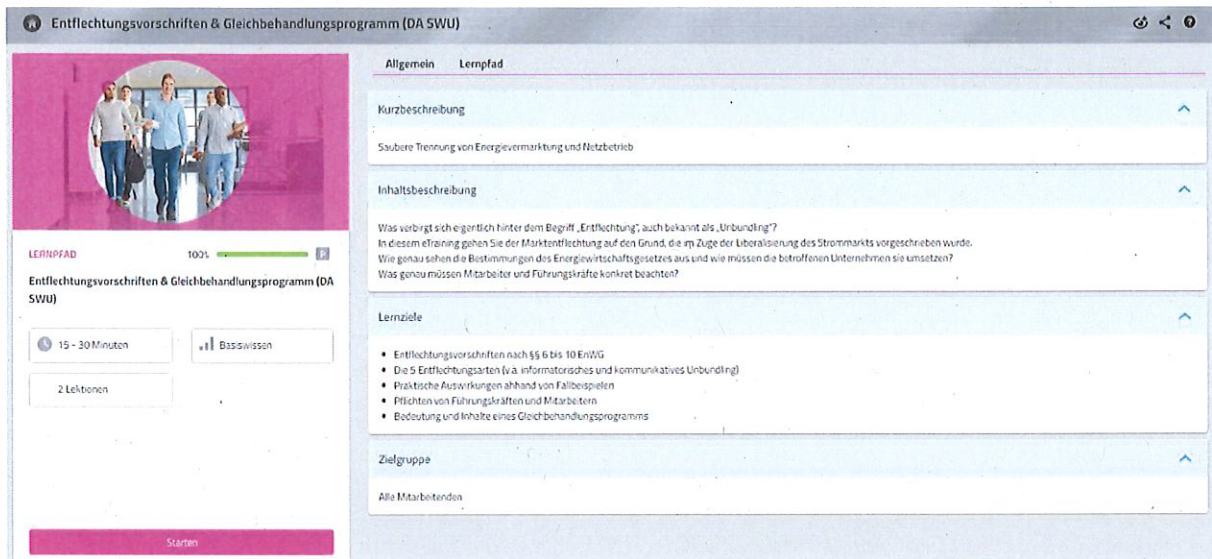 Entflechtungsvorschriften & Gleichbehandlungsprogramm (DA SWU)
LERNPFAD 100%
Entflechtungsvorschriften & Gleichbehandlungsprogramm (DA
SWU)
15 - 30 Minuten
Basiswissen
2 Lektionen
Starten
Allgemein Lernpfad
Kurzbeschreibung
Saubere Trennung von Energievermarktung und Netzbetrieb
Inhaltsbeschreibung
Was verbirgt sich eigentlich hinter dem Begriff „Entflechtung“, auch bekannt als „Unbundling“?
In diesem eTraining gehen Sie der Marktentflechtung auf den Grund, die im Zuge der Liberalisierung des Strommarkts vorgeschrieben wurde.
Wie genau sehen die Bestimmungen des Energiewirtschaftsgesetzes aus und wie müssen die betroffenen Unternehmen sie umsetzen?
Was genau müssen Mitarbeiter und Führungskräfte konkret beachten?
Lernziele
• Entflechtungsvorschriften nach §§ 6 bis 10 EnWG
• Die 5 Entflechtungsarten (v.a. informatorisches und kommunikatives Unbundling)
• Praktische Auswirkungen anhand von Fallbeispielen
• Pflichten von Führungskräften und Mitarbeitern
• Bedeutung und Inhalte eines Gleichbehandlungsprogramms
Zielgruppe
Alle Mitarbeitenden